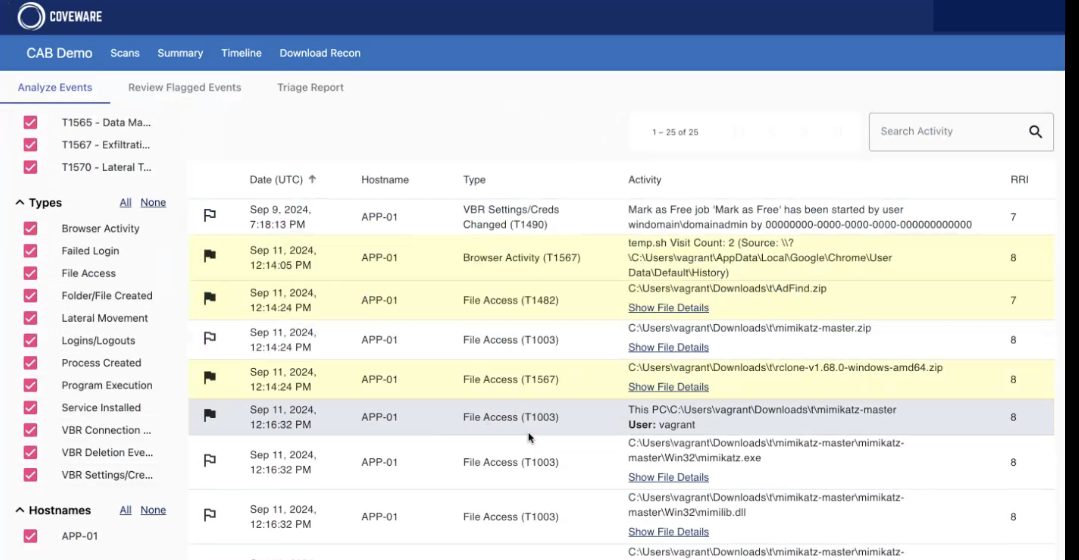 COVEWARE
CAB Demo Scans Summary Timeline Download Recon
Analyze Events Review Flagged Events Triage Report
T1565 - Data Ma...
T1567 - Exfiltrati...
T1570 - Lateral T...
Types All None
Browser Activity
Failed Login
File Access
Folder/File Created
Lateral Movement
Logins/Logouts
Process Created
Program Execution
Service Installed
VBR Connection ...
VBR Deletion Eve...
VBR Settings/Cre...
Hostnames All None
APP-01
1 – 25 of 25
Search Activity
Date (UTC) Hostname Type Activity RRI
Sep 9, 2024,
7:18:13 PM
APP-01
VBR Settings/Creds
Changed (T1490)
Mark as Free job 'Mark as Free' has been started by user
windomain\domainadmin by 00000000-0000-0000-0000-000000000000
7
Sep 11, 2024,
12:14:05 PM
APP-01
Browser Activity (T1567)
temp.sh Visit Count: 2 (Source: \\?
\C:\Users\vagrant\AppData\Local\Google\Chrome\User
Data\Default\History)
8
Sep 11, 2024,
12:14:24 PM
APP-01
File Access (T1482)
C:\Users\vagrant\Downloads\t\AdFind.zip
Show File Details
7
Sep 11, 2024,
12:14:24 PM
APP-01
File Access (T1003)
C:\Users\vagrant\Downloads\t\mimikatz-master.zip
Show File Details
8
Sep 11, 2024,
12:14:24 PM
APP-01
File Access (T1567)
C:\Users\vagrant\Downloads\t\rclone-v1.68.0-windows-amd64.zip
Show File Details
8
Sep 11, 2024,
12:16:32 PM
APP-01
File Access (T1003)
This PC\C:\Users\vagrant\Downloads\t\mimikatz-master
User: vagrant
8
Sep 11, 2024,
12:16:32 PM
APP-01
File Access (T1003)
C:\Users\vagrant\Downloads\t\mimikatz-master\mimikatz-
master\Win32\mimikatz.exe
Show File Details
8
Sep 11, 2024,
12:16:32 PM
APP-01
File Access (T1003)
C:\Users\vagrant\Downloads\t\mimikatz-master\mimikatz-
master\Win32\mimilib.dll
Show File Details
8
C:\Users\vagrant\Downloads\t\mimikatz-master\mimikatz-